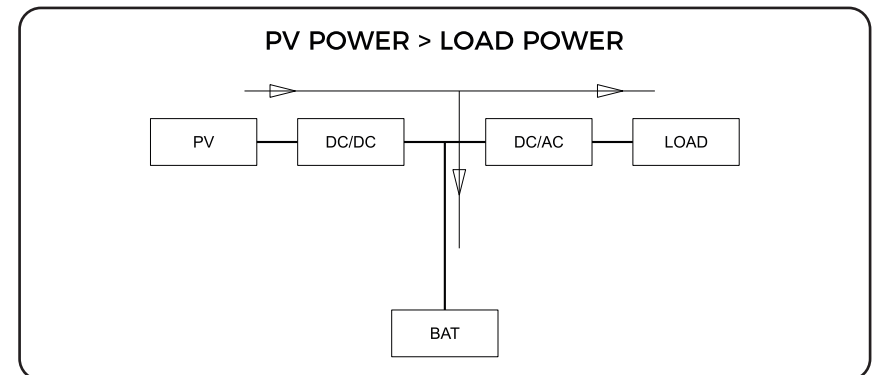 PV POWER > LOAD POWER
PV
DC/DC
DC/AC
LOAD
BAT